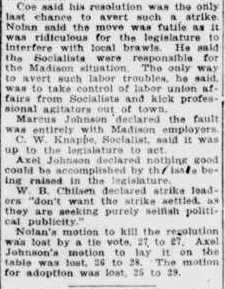 Coe said his resolution was the only
last chance to avert such a strike.
Nolan said the move was futile as it
was ridiculous for the legislature to
interfere with local brawls. He said
the Socialists were responsible for
the Madison situation. The only way
to avert such labor troubles, he said,
was to take control of labor union af-
fairs from Socialists and kick profes-
sional agitators out of town.
Marcus Johnson declared the fault
was entirely with Madison employers.
C. W. Knappe, Socialist, said it was
up to the legislature to act.
Axel Johnson declared nothing good
could be accomplished by the issue be-
ing raised in the legislature.
W. S. Chilsen declared strike lead-
ers "don't want the strike settled, as
they are seeking purely selfish politi-
cal publicity."
Nolan's motion to kill the resolution
was lost by a tie vote, 27 to 27. Axel
Johnson's motion to lay it on the
table was lost, 26 to 28. The motion
for adoption was lost, 25 to 29.